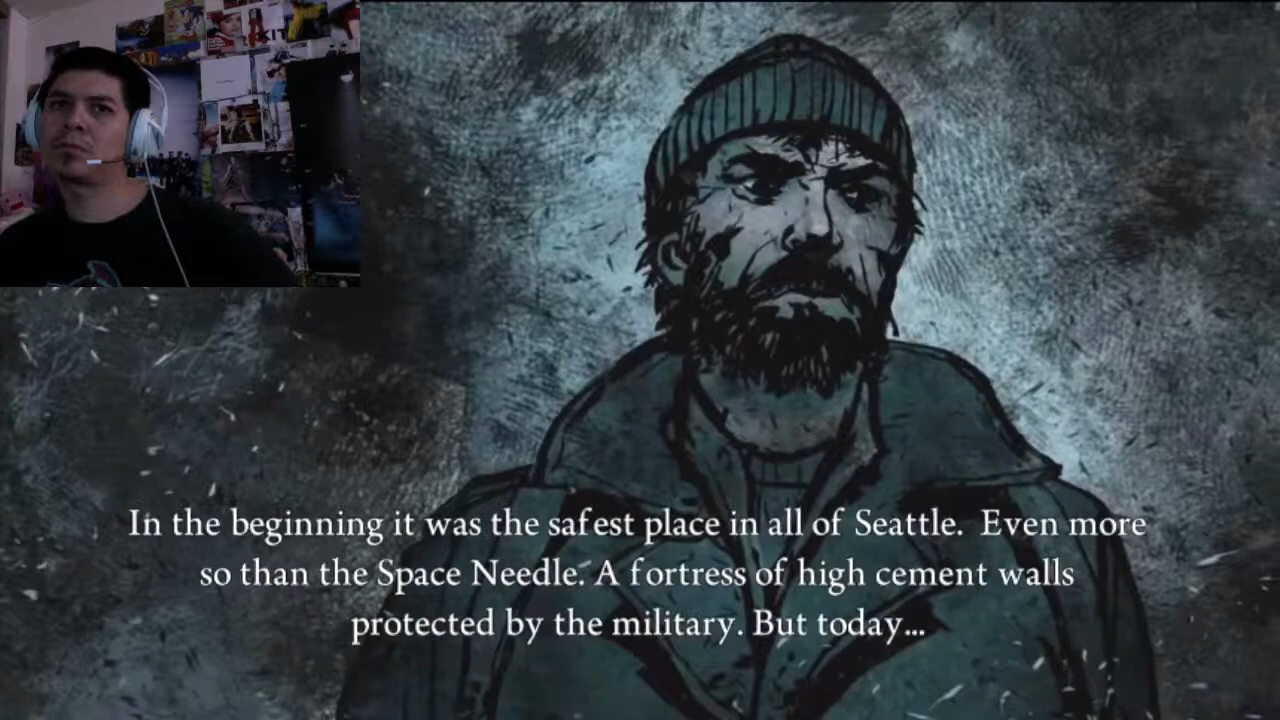 In the beginning it was the safest place in all of Seattle. Even more
so than the Space Needle. A fortress of high cement walls
protected by the military. But today...